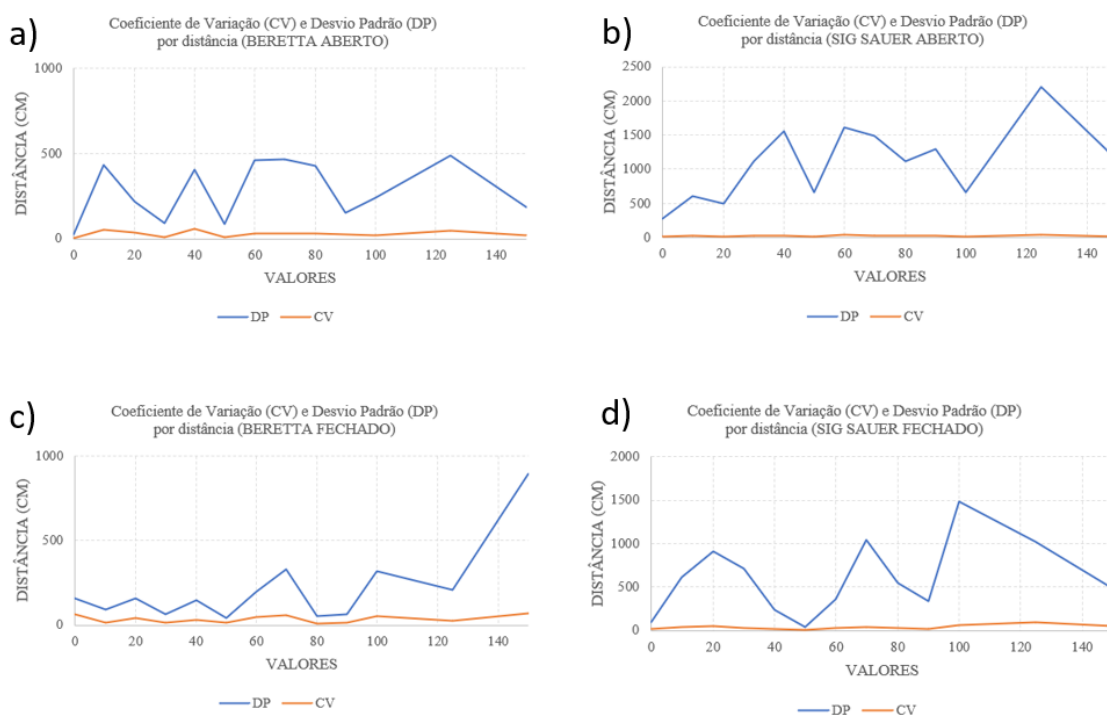 a)
Coeficiente de Variação (CV) e Desvio Padrão (DP)
por distância (BERETTA ABERTO)
DISTÂNCIA (CM)
1000
500
0
0 20 40 60 80 100 120 140
VALORES
DP CV
b)
Coeficiente de Variação (CV) e Desvio Padrão (DP)
por distância (SIG SAUER ABERTO)
DISTÂNCIA (CM)
2500
2000
1500
1000
500
0
0 20 40 60 80 100 120 140
VALORES
DP CV
c)
Coeficiente de Variação (CV) e Desvio Padrão (DP)
por distância (BERETTA FECHADO)
DISTÂNCIA (CM)
1000
500
0
0 20 40 60 80 100 120 140
VALORES
DP CV
d)
Coeficiente de Variação (CV) e Desvio Padrão (DP)
por distância (SIG SAUER FECHADO)
DISTÂNCIA (CM)
2000
1500
1000
500
0
0 20 40 60 80 100 120 140
VALORES
DP CV